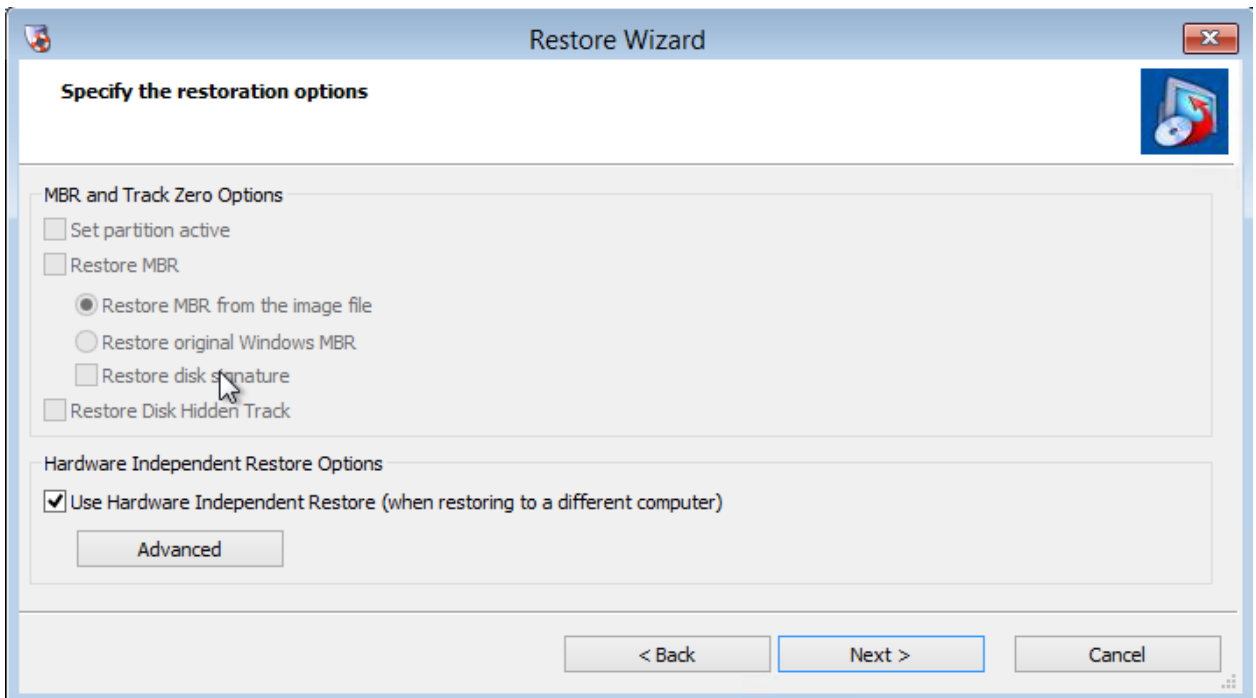 Restore Wizard
Specify the restoration options
MBR and Track Zero Options
Set partition active
Restore MBR
Restore MBR from the image file
Restore original Windows MBR
Restore disk signature
Restore Disk Hidden Track
Hardware Independent Restore Options
Use Hardware Independent Restore (when restoring to a different computer)
Advanced
< Back Next > Cancel